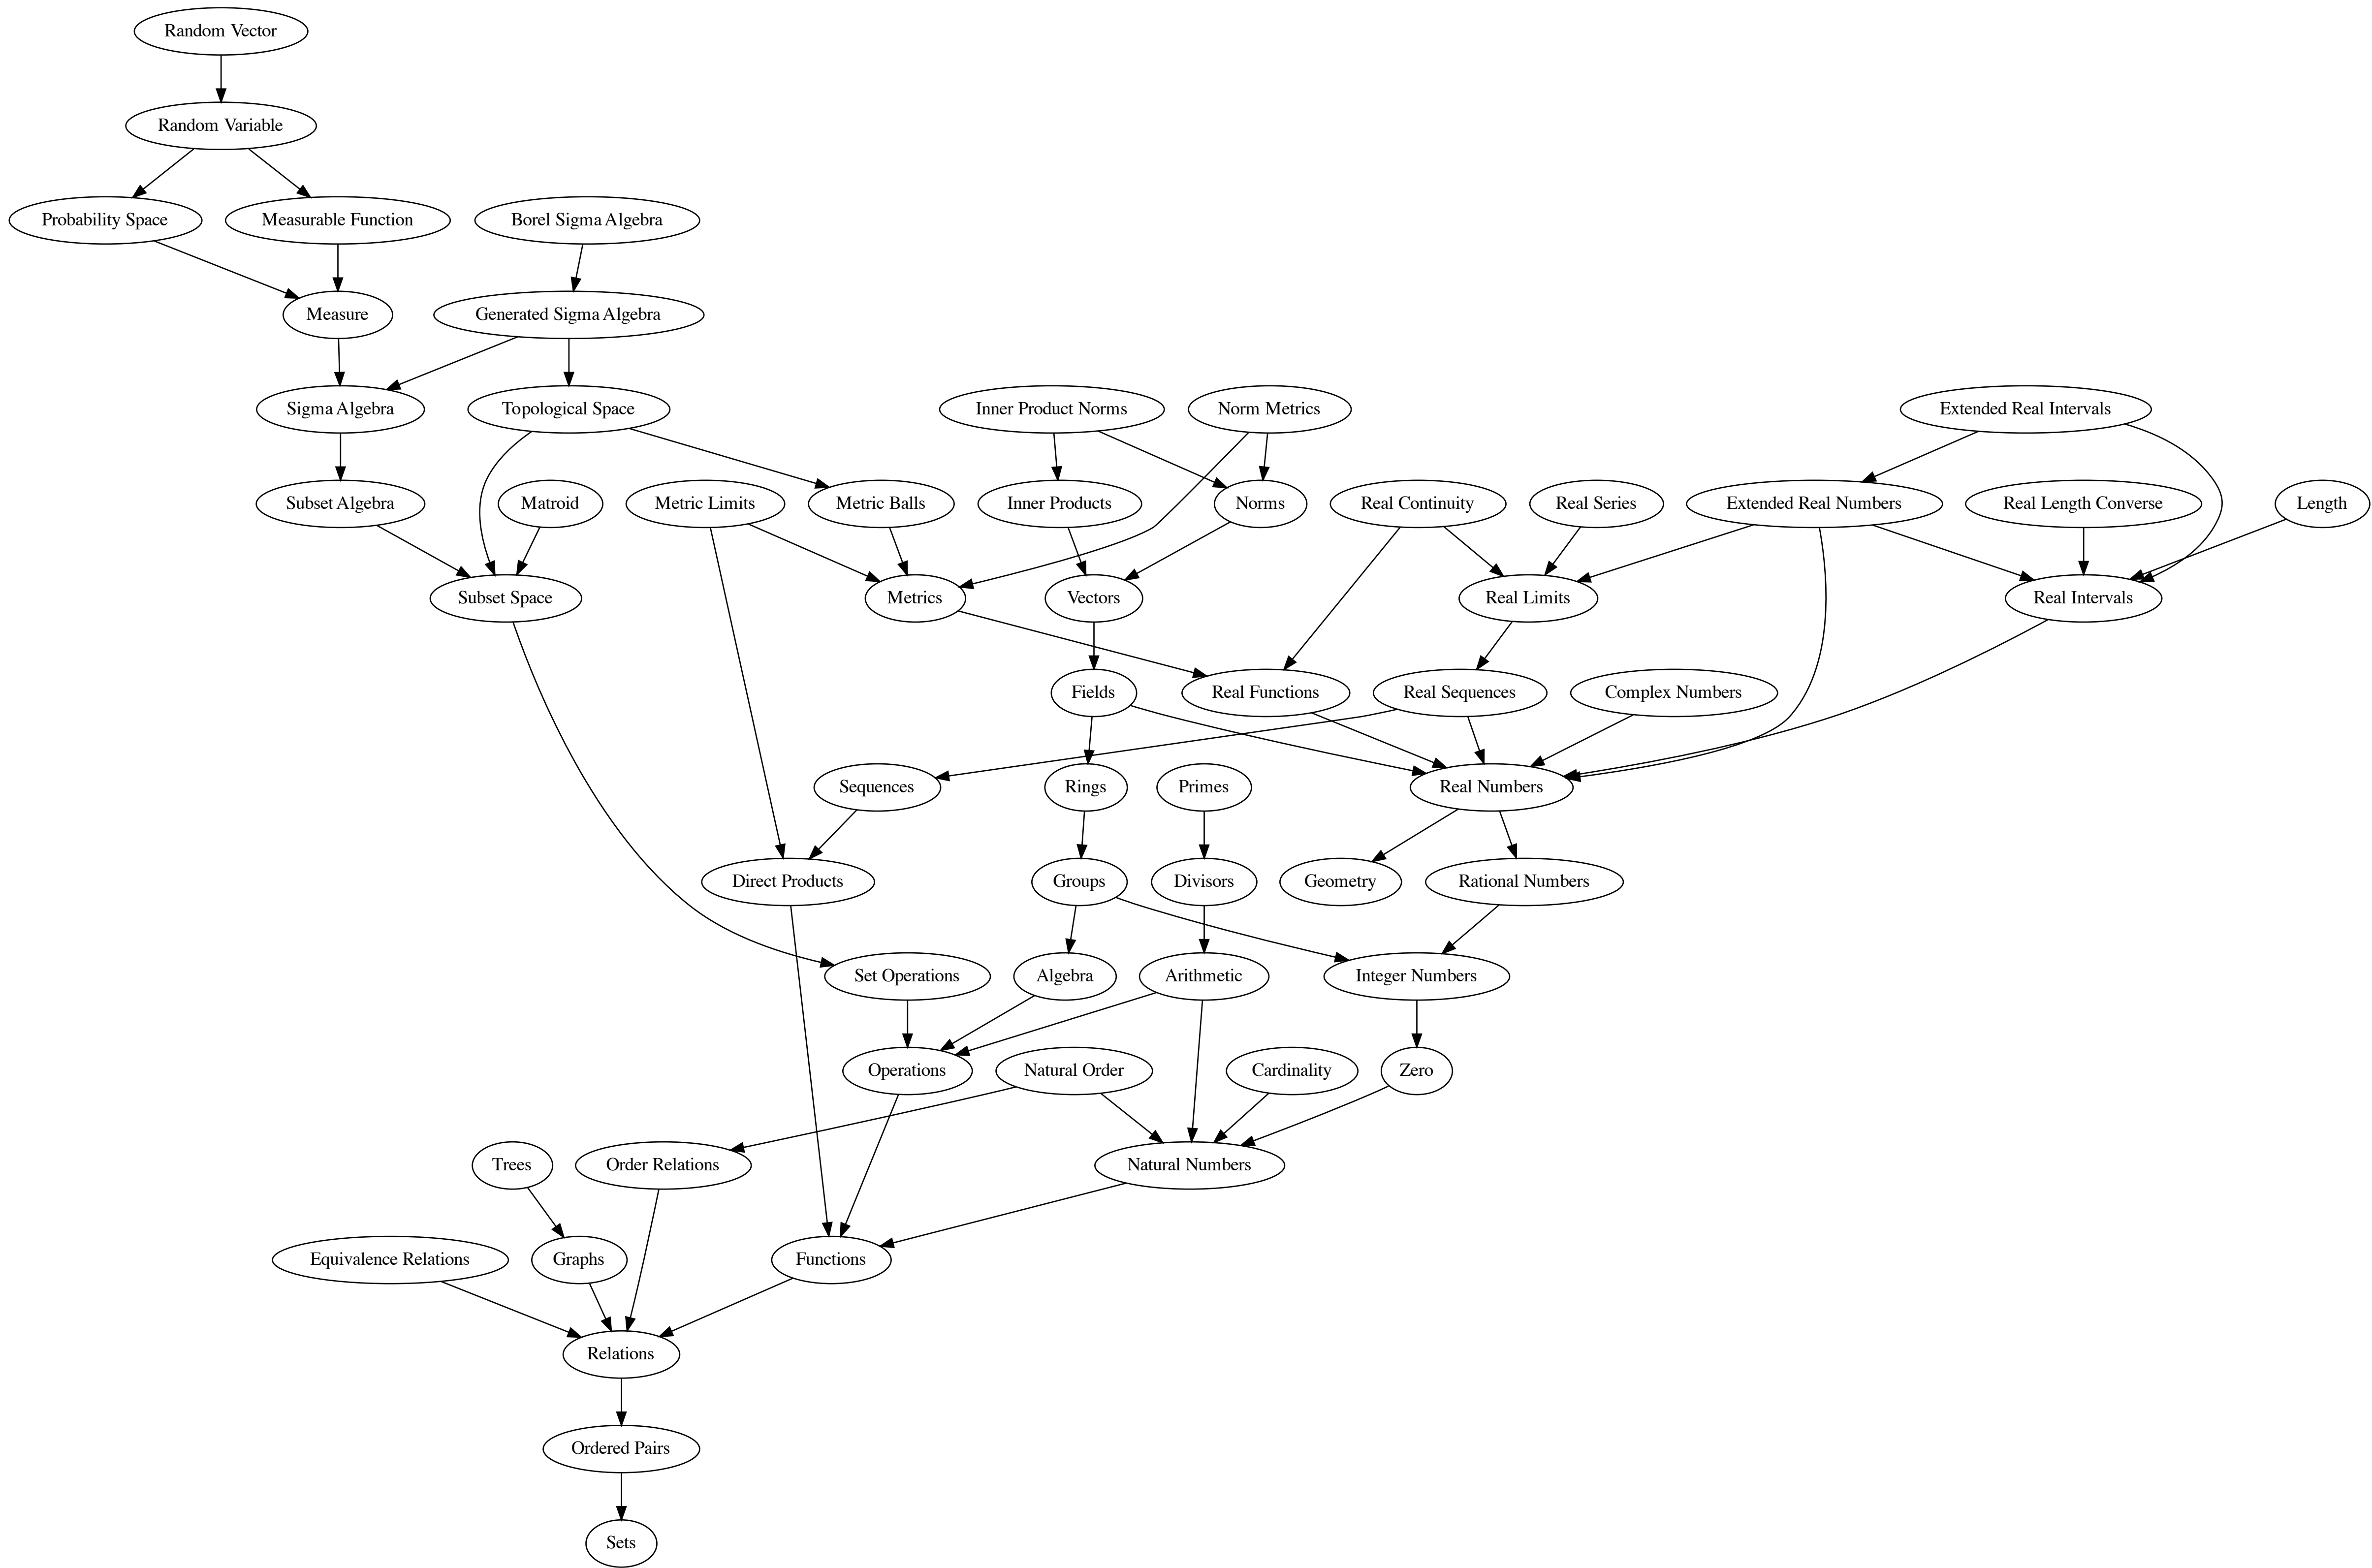 Random Vector
Random Variable
Probability Space
Measurable Function
Borel Sigma Algebra
Measure
Generated Sigma Algebra
Sigma Algebra
Topological Space
Inner Product Norms
Norm Metrics
Extended Real Intervals
Subset Algebra
Matroid
Metric Limits
Metric Balls
Inner Products
Norms
Real Continuity
Real Series
Extended Real Numbers
Real Length Converse
Length
Subset Space
Metrics
Vectors
Real Limits
Real Intervals
Fields
Real Functions
Real Sequences
Complex Numbers
Sequences
Rings
Primes
Real Numbers
Direct Products
Groups
Divisors
Geometry
Rational Numbers
Set Operations
Algebra
Arithmetic
Integer Numbers
Operations
Natural Order
Cardinality
Zero
Trees
Order Relations
Natural Numbers
Equivalence Relations
Graphs
Functions
Relations
Ordered Pairs
Sets